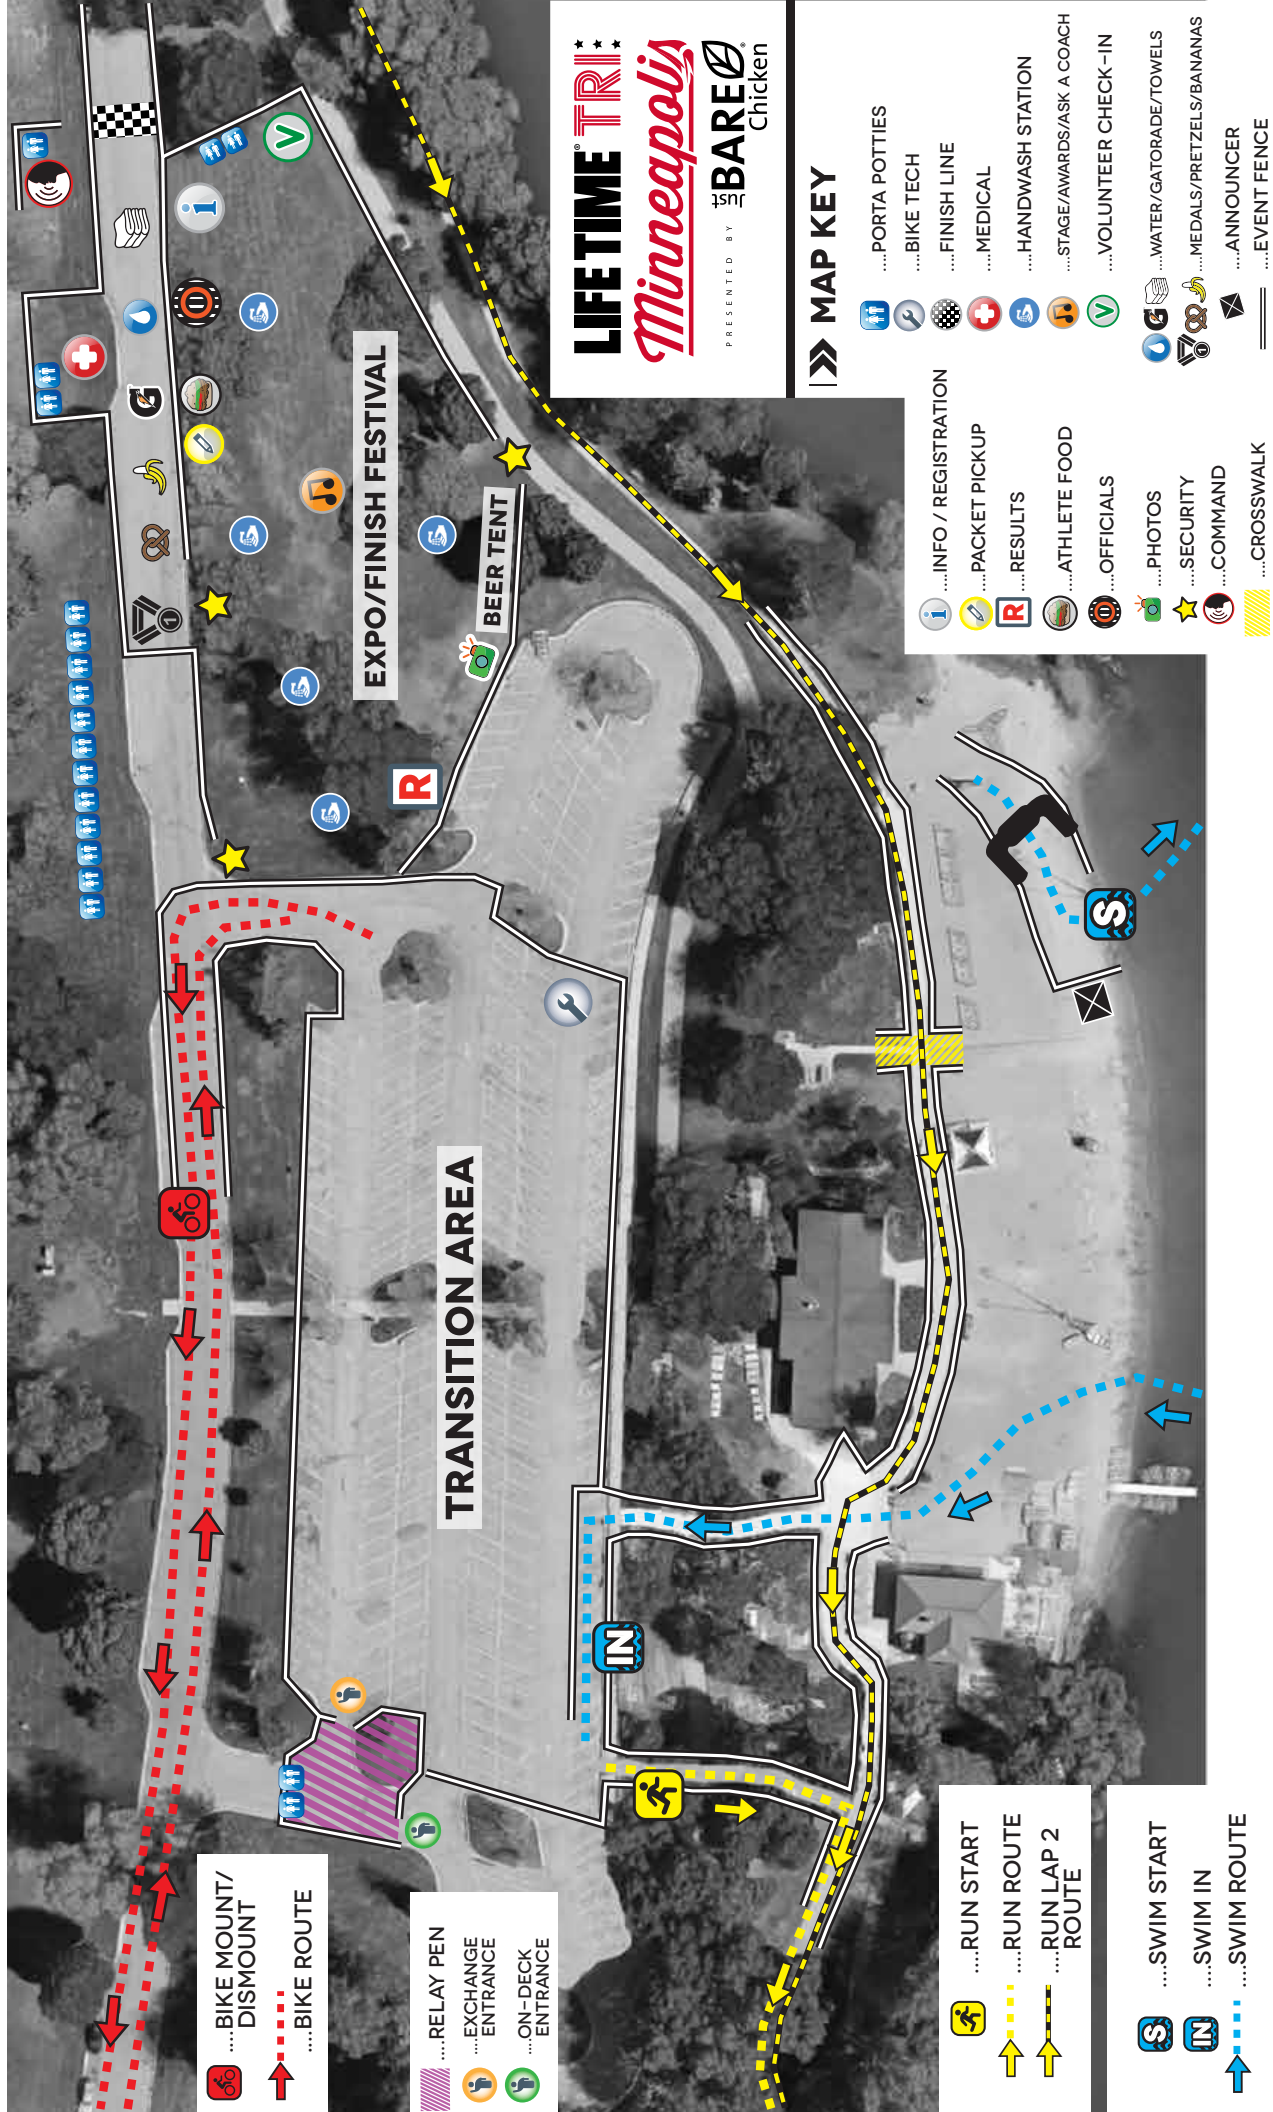 LIFE TIME® TRI
Minneapolis
PRESENTED BY
Just BARE®
Chicken
MAP KEY
....PORTA POTTIES
....BIKE TECH
....FINISH LINE
....MEDICAL
....HANDWASH STATION
....STAGE/AWARDS/ASK A COACH
....VOLUNTEER CHECK-IN
....WATER/GATORADE/TOWELS
....MEDALS/PRETZELS/BANANAS
....ANNOUNCER
....EVENT FENCE
....INFO / REGISTRATION
....PACKET PICKUP
R ....RESULTS
....ATHLETE FOOD
....OFFICIALS
....PHOTOS
....SECURITY
....COMMAND
....CROSSWALK
EXPO/FINISH FESTIVAL
BEER TENT
R
V
i
S
TRANSITION AREA
IN
....BIKE MOUNT/
DISMOUNT
....BIKE ROUTE
....RELAY PEN
....EXCHANGE
ENTRANCE
....ON-DECK
ENTRANCE
....RUN START
....RUN ROUTE
....RUN LAP 2
ROUTE
S ....SWIM START
IN ....SWIM IN
....SWIM ROUTE